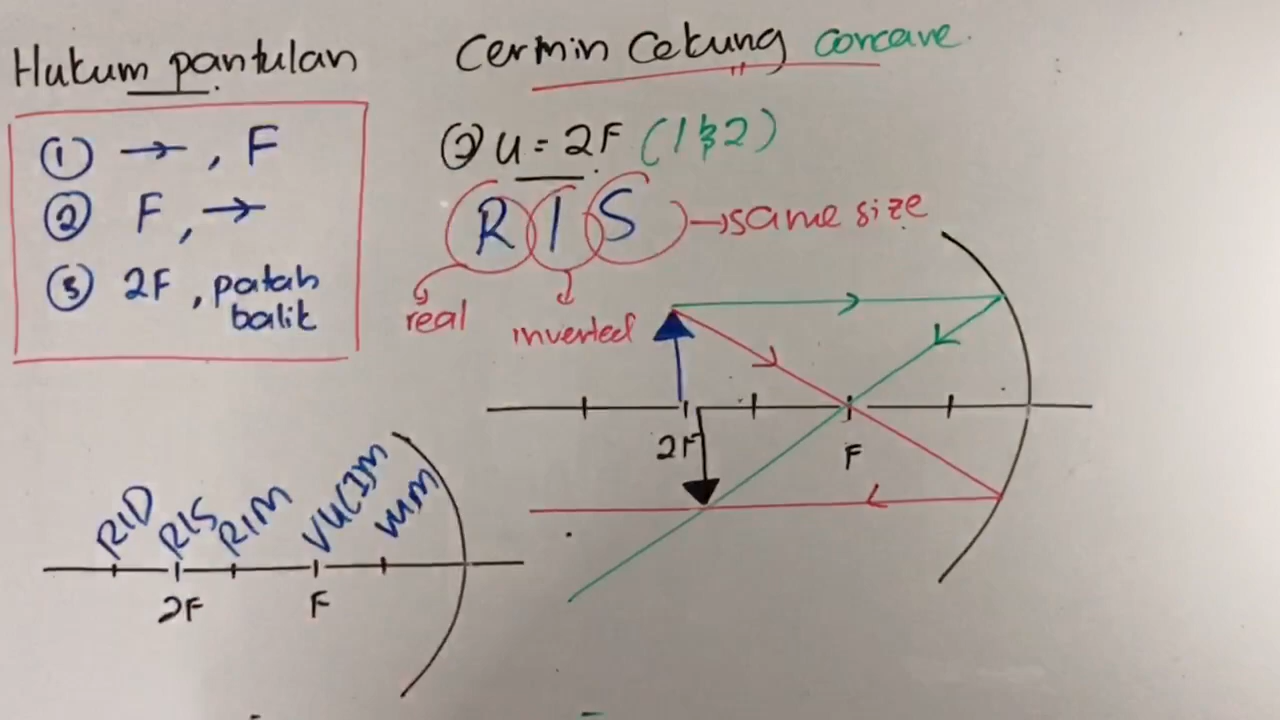 Hukum pantulan
① → , F
② F , →
③ 2F , patah
balik
Cermin Cekung concave.
② u = 2F (1 & 2)
RIS → same size
real
inverted
2F
F
RID
RIS
RIM
VU(I)M
VUM
2F
F